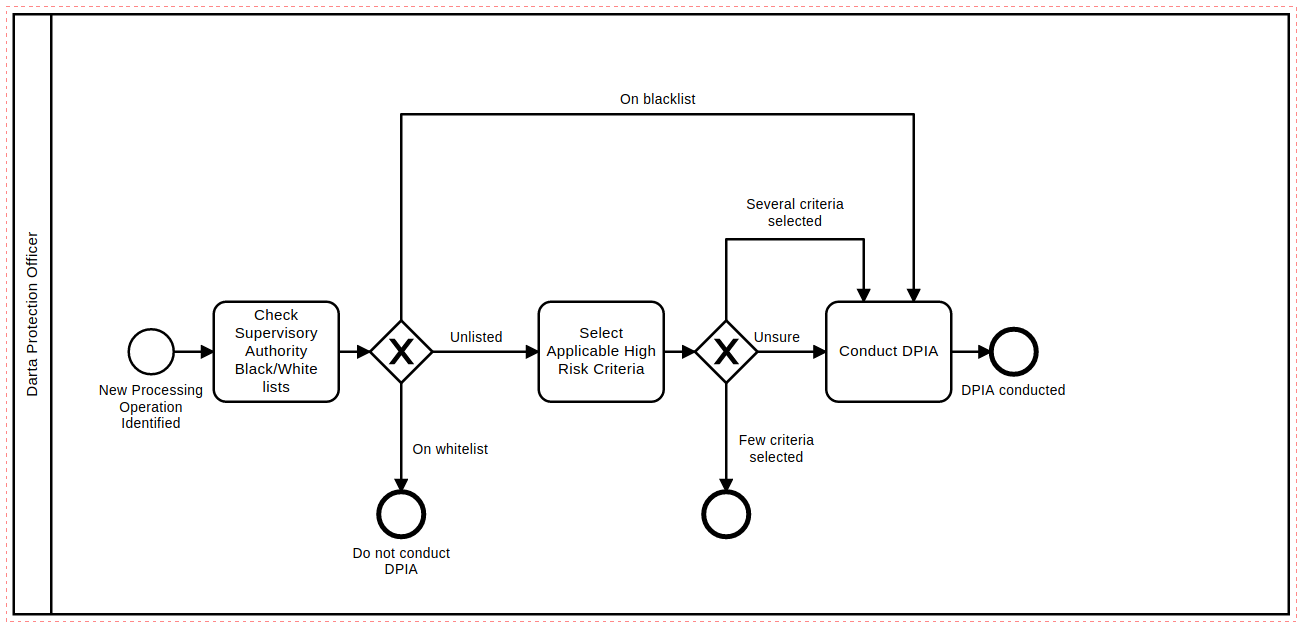 On blacklist
Several criteria
selected
Darta Protection Officer
Check
Supervisory
Authority
Black/White
lists
Unlisted
Select
Applicable High
Risk Criteria
Unsure
Conduct DPIA
New Processing
Operation
Identified
DPIA conducted
On whitelist
Few criteria
selected
Do not conduct
DPIA